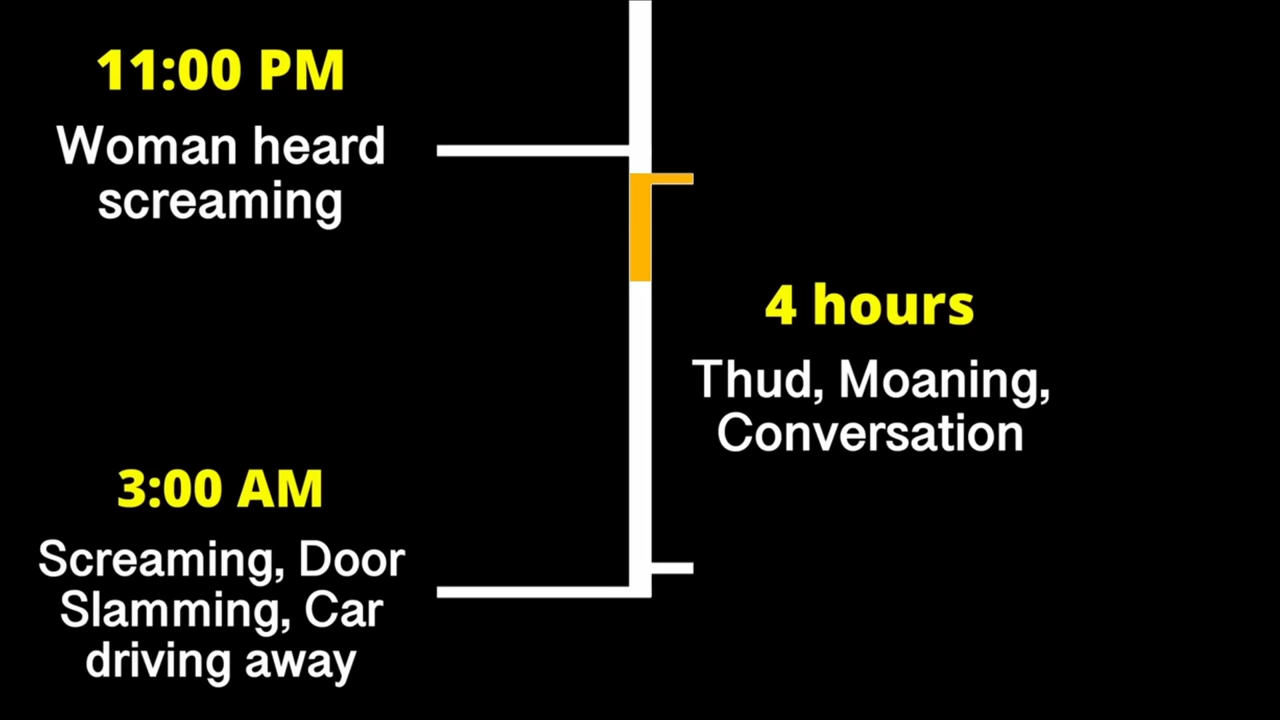 11:00 PM
Woman heard
screaming
4 hours
Thud, Moaning,
Conversation
3:00 AM
Screaming, Door
Slamming, Car
driving away